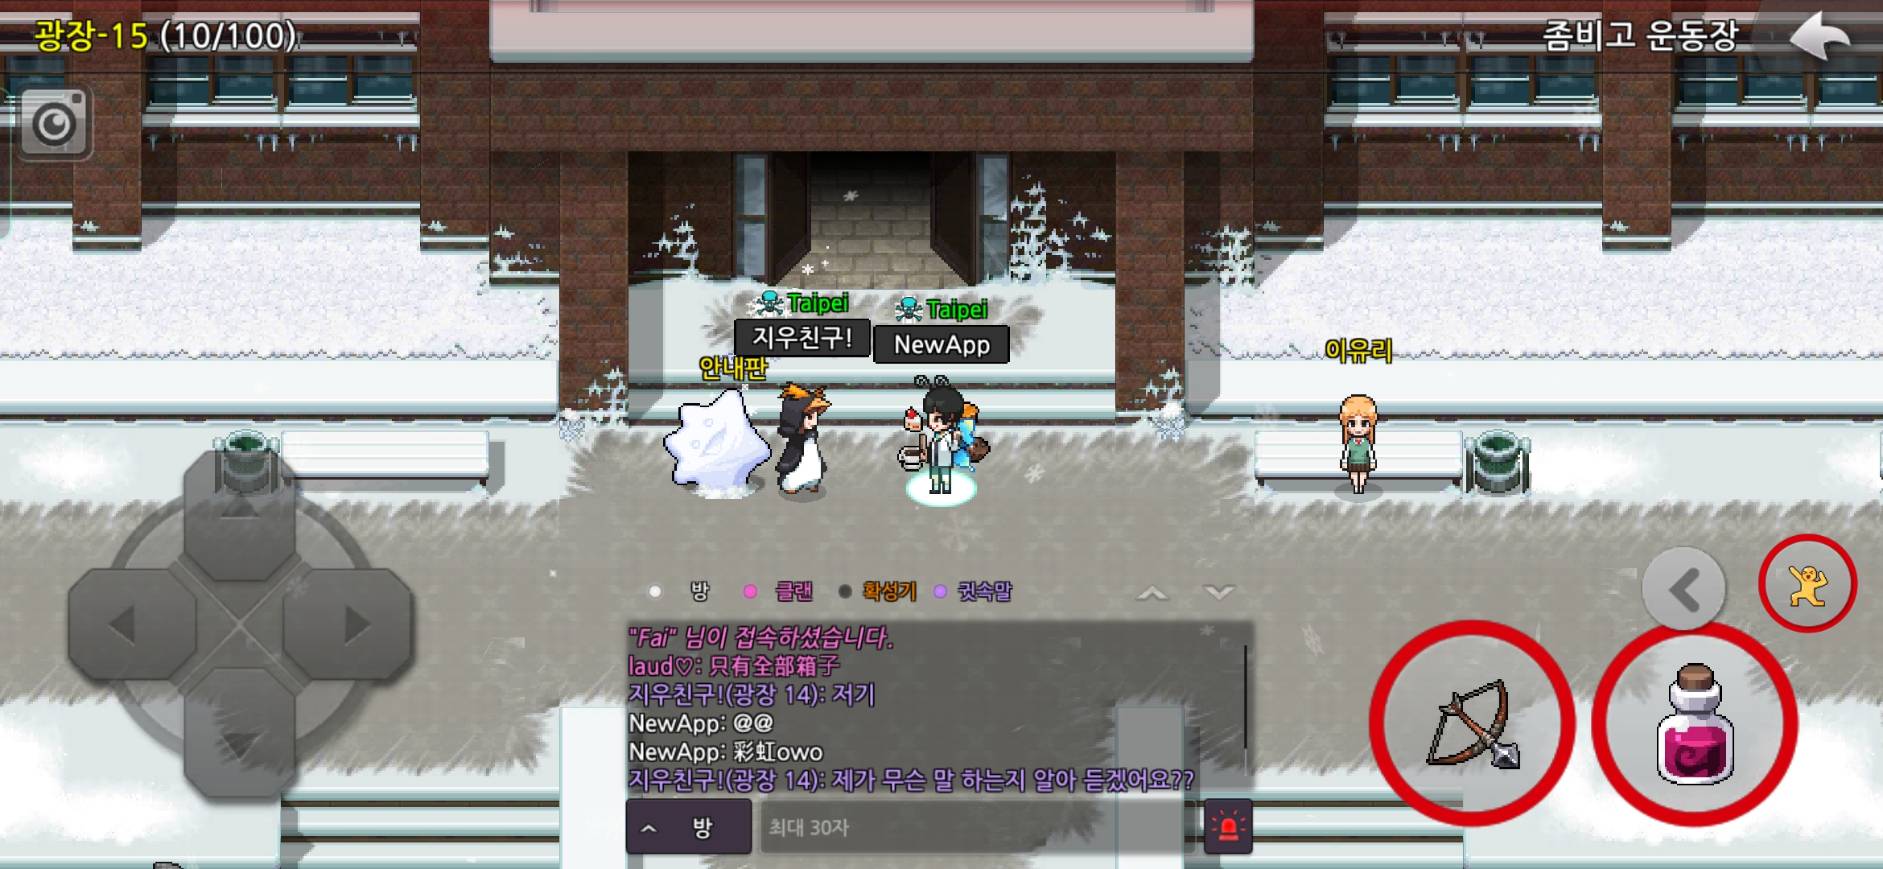 광장-15 (10/100)
좀비고 운동장
Taipei
Taipei
지우친구!
NewApp
안내판
이유리
방 클랜 확성기 귓속말
"Fai" 님이 접속하셨습니다.
laud♡: 只有全部箱子
지우친구!(광장 14): 저기
NewApp: @@
NewApp: 彩虹owo
지우친구!(광장 14): 제가 무슨 말 하는지 알아 듣겠어요??
방
최대 30자